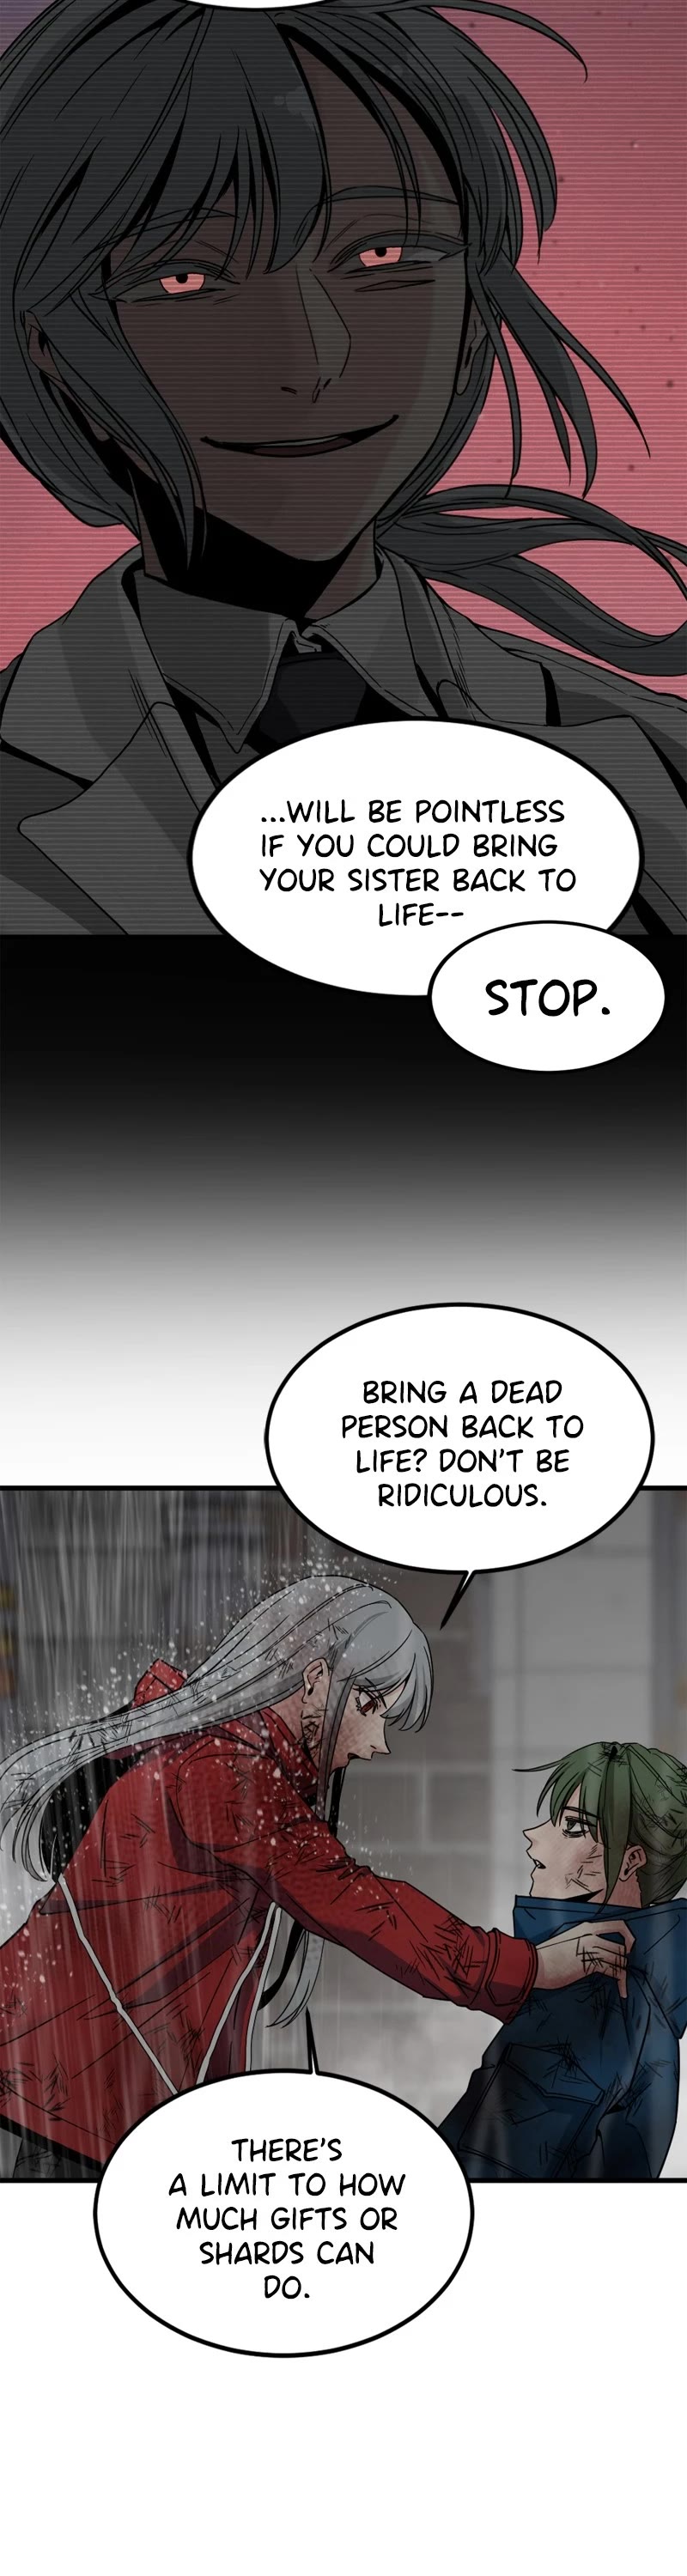 ...WILL BE POINTLESS
IF YOU COULD BRING
YOUR SISTER BACK TO
LIFE--
STOP.
BRING A DEAD
PERSON BACK TO
LIFE? DON'T BE
RIDICULOUS.
THERE'S
A LIMIT TO HOW
MUCH GIFTS OR
SHARDS CAN
DO.